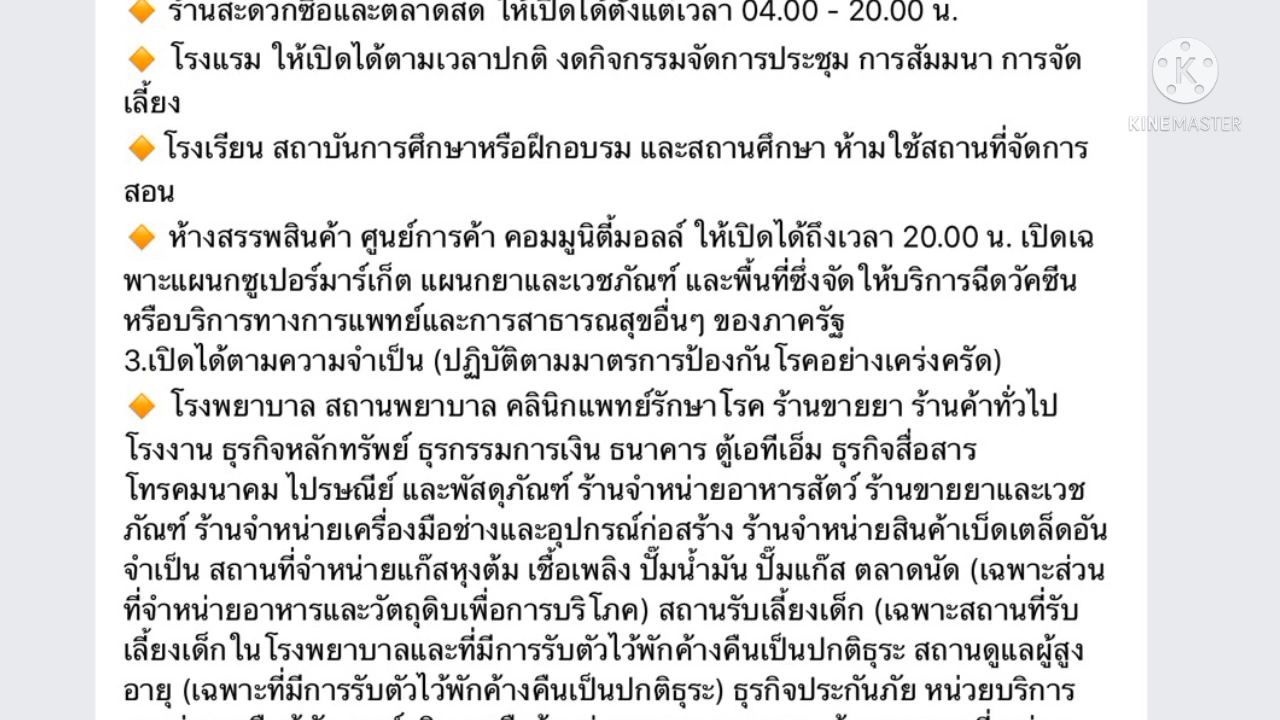 🔸 ร้านสะดวกซื้อและตลาดสด ให้เปิดได้ตั้งแต่เวลา 04.00 - 20.00 น.
🔸 โรงแรม ให้เปิดได้ตามเวลาปกติ งดกิจกรรมจัดการประชุม การสัมมนา การจัด
เลี้ยง
🔸โรงเรียน สถาบันการศึกษาหรือฝึกอบรม และสถานศึกษา ห้ามใช้สถานที่จัดการ
สอน
🔸 ห้างสรรพสินค้า ศูนย์การค้า คอมมูนิตี้มอลล์ ให้เปิดได้ถึงเวลา 20.00 น. เปิดเฉ
พาะแผนกซูเปอร์มาร์เก็ต แผนกยาและเวชภัณฑ์ และพื้นที่ซึ่งจัดให้บริการฉีดวัคซีน
หรือบริการทางการแพทย์และการสาธารณสุขอื่นๆ ของภาครัฐ
3.เปิดได้ตามความจำเป็น (ปฏิบัติตามมาตรการป้องกันโรคอย่างเคร่งครัด)
🔸 โรงพยาบาล สถานพยาบาล คลินิกแพทย์รักษาโรค ร้านขายยา ร้านค้าทั่วไป
โรงงาน ธุรกิจหลักทรัพย์ ธุรกรรมการเงิน ธนาคาร ตู้เอทีเอ็ม ธุรกิจสื่อสาร
โทรคมนาคม ไปรษณีย์ และพัสดุภัณฑ์ ร้านจำหน่ายอาหารสัตว์ ร้านขายยาและเวช
ภัณฑ์ ร้านจำหน่ายเครื่องมือช่างและอุปกรณ์ก่อสร้าง ร้านจำหน่ายสินค้าเบ็ดเตล็ดอัน
จำเป็น สถานที่จำหน่ายแก๊สหุงต้ม เชื้อเพลิง ปั๊มน้ำมัน ปั๊มแก๊ส ตลาดนัด (เฉพาะส่วน
ที่จำหน่ายอาหารและวัตถุดิบเพื่อการบริโภค) สถานรับเลี้ยงเด็ก (เฉพาะสถานที่รับ
เลี้ยงเด็กในโรงพยาบาลและที่มีการรับตัวไว้พักค้างคืนเป็นปกติธุระ สถานดูแลผู้สูง
อายุ (เฉพาะที่มีการรับตัวไว้พักค้างคืนเป็นปกติธุระ) ธุรกิจประกันภัย หน่วยบริการ
K
KINEMASTER